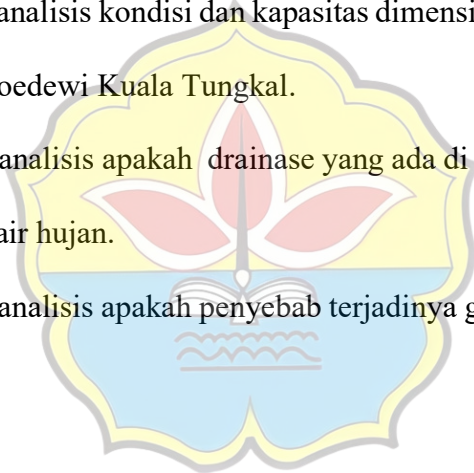 analisis kondisi dan kapasitas dimensi
oedewi Kuala Tungkal.
analisis apakah drainase yang ada di
air hujan.
analisis apakah penyebab terjadinya g